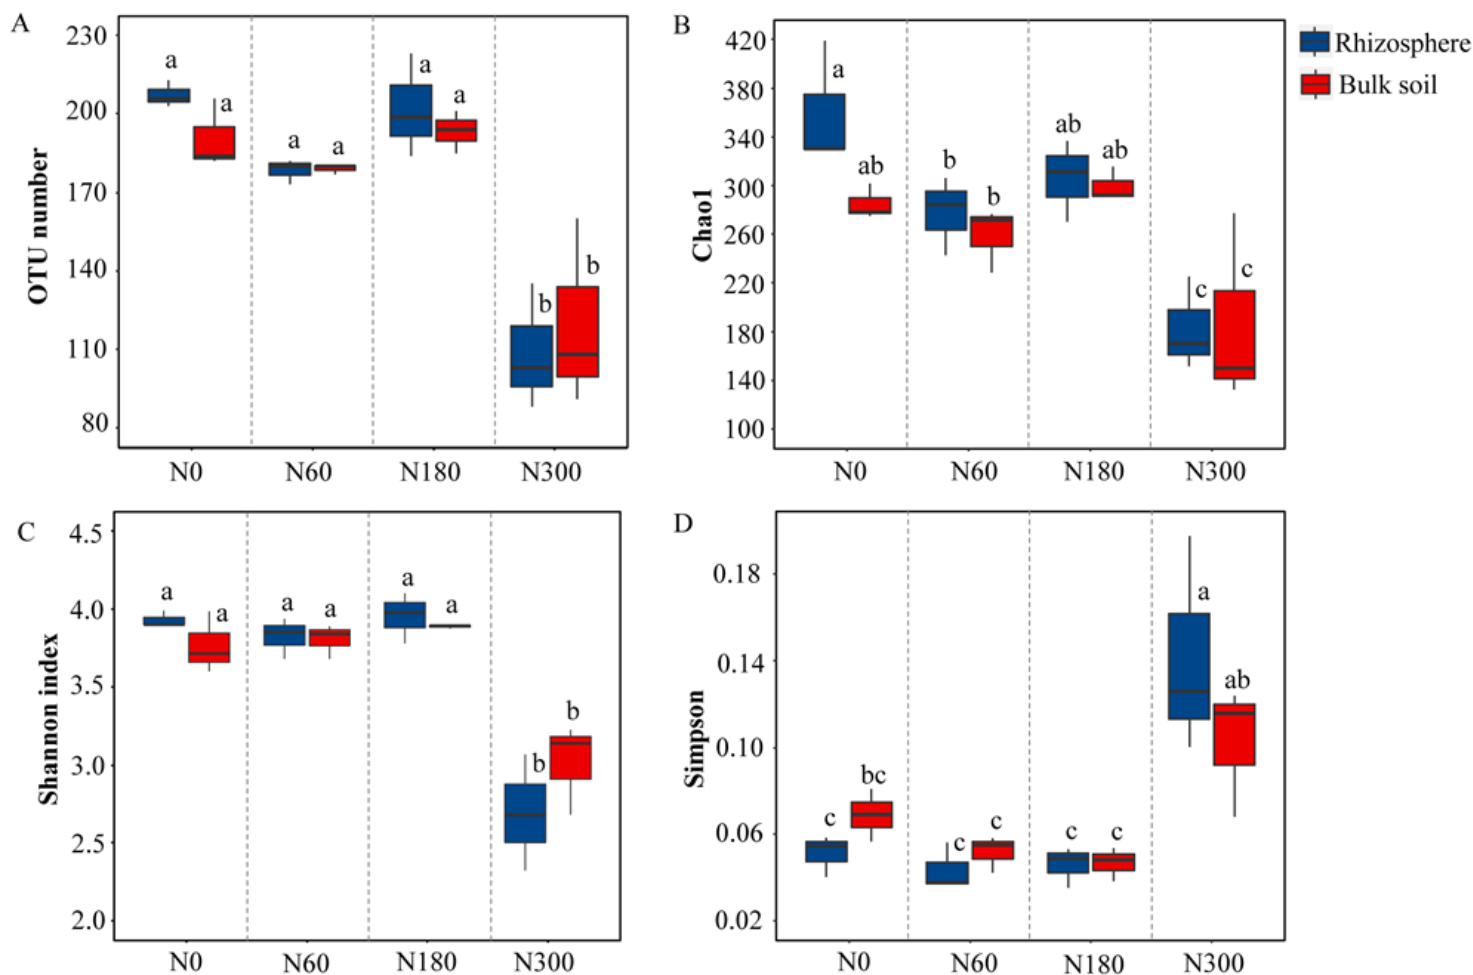 A
230
200
170
140
110
80
OTU number
a
a
a
a
a
a
b
b
N0
N60
N180
N300
B
420
380
340
300
260
220
180
140
100
Chao1
a
ab
b
b
ab
ab
c
c
N0
N60
N180
N300
Rhizosphere
Bulk soil
C
4.5
4.0
3.5
3.0
2.5
2.0
Shannon index
a
a
a
a
a
a
b
b
N0
N60
N180
N300
D
0.18
0.14
0.10
0.06
0.02
Simpson
c
bc
c
c
c
c
a
ab
N0
N60
N180
N300